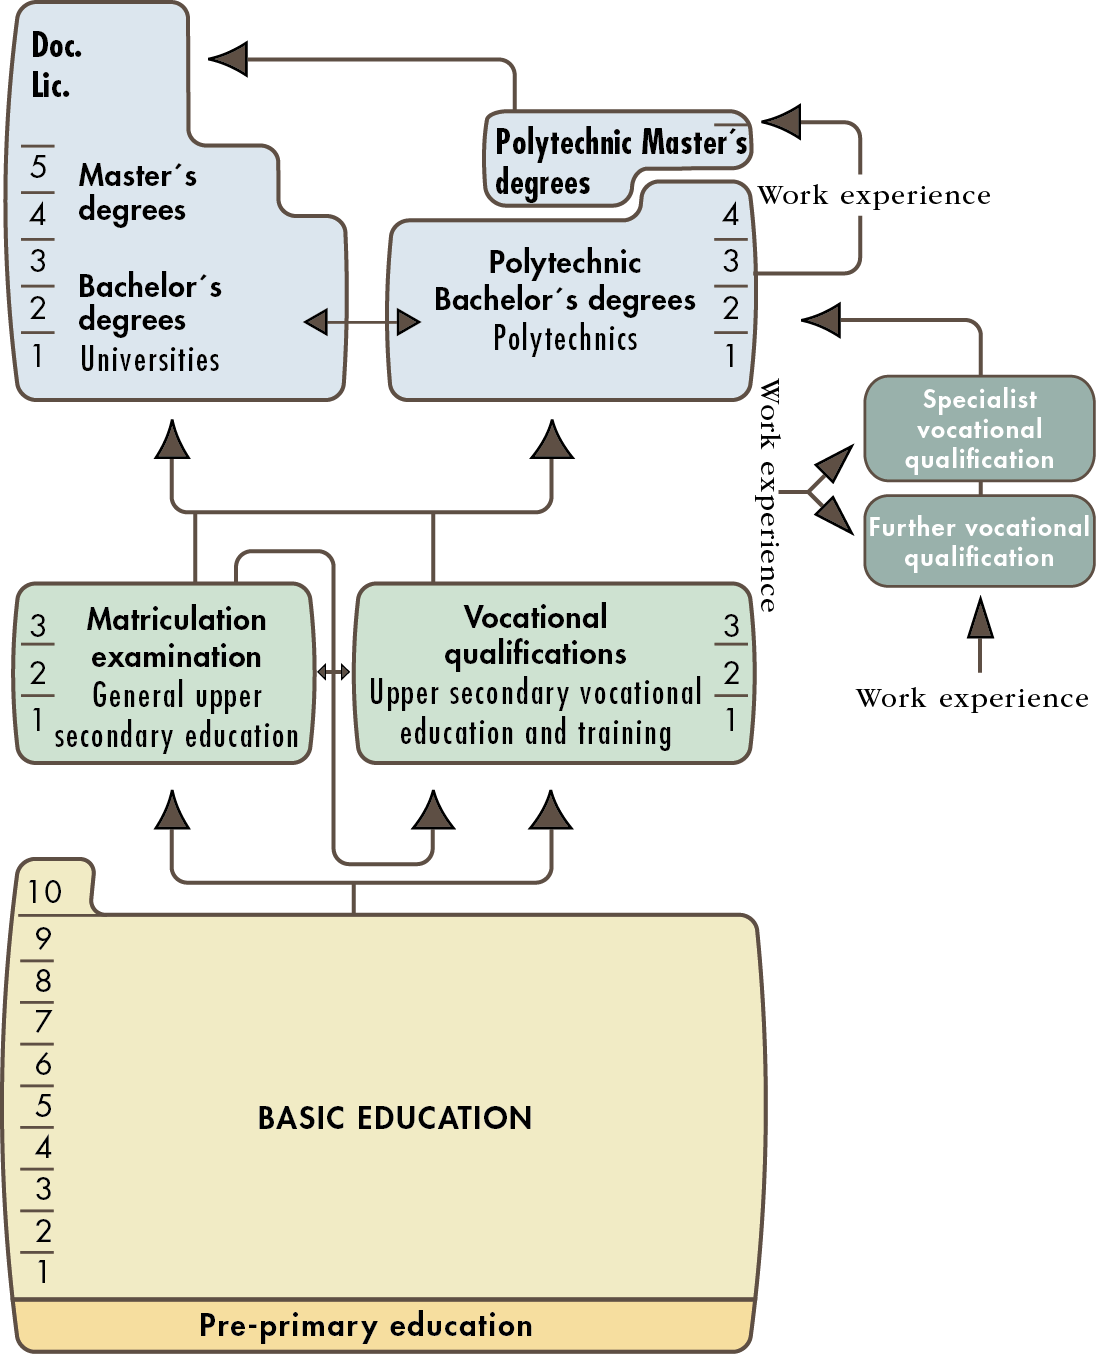 Doc.
Lic.
5
4
3
2
1
Master´s
degrees
Bachelor´s
degrees
Universities
Polytechnic Master´s
degrees
Work experience
Polytechnic
Bachelor´s degrees
Polytechnics
4
3
2
1
Work experience
Specialist
vocational
qualification
Further vocational
qualification
Work experience
3
2
1
Matriculation
examination
General upper
secondary education
Vocational
qualifications
Upper secondary vocational
education and training
3
2
1
10
9
8
7
6
5
4
3
2
1
BASIC EDUCATION
Pre-primary education